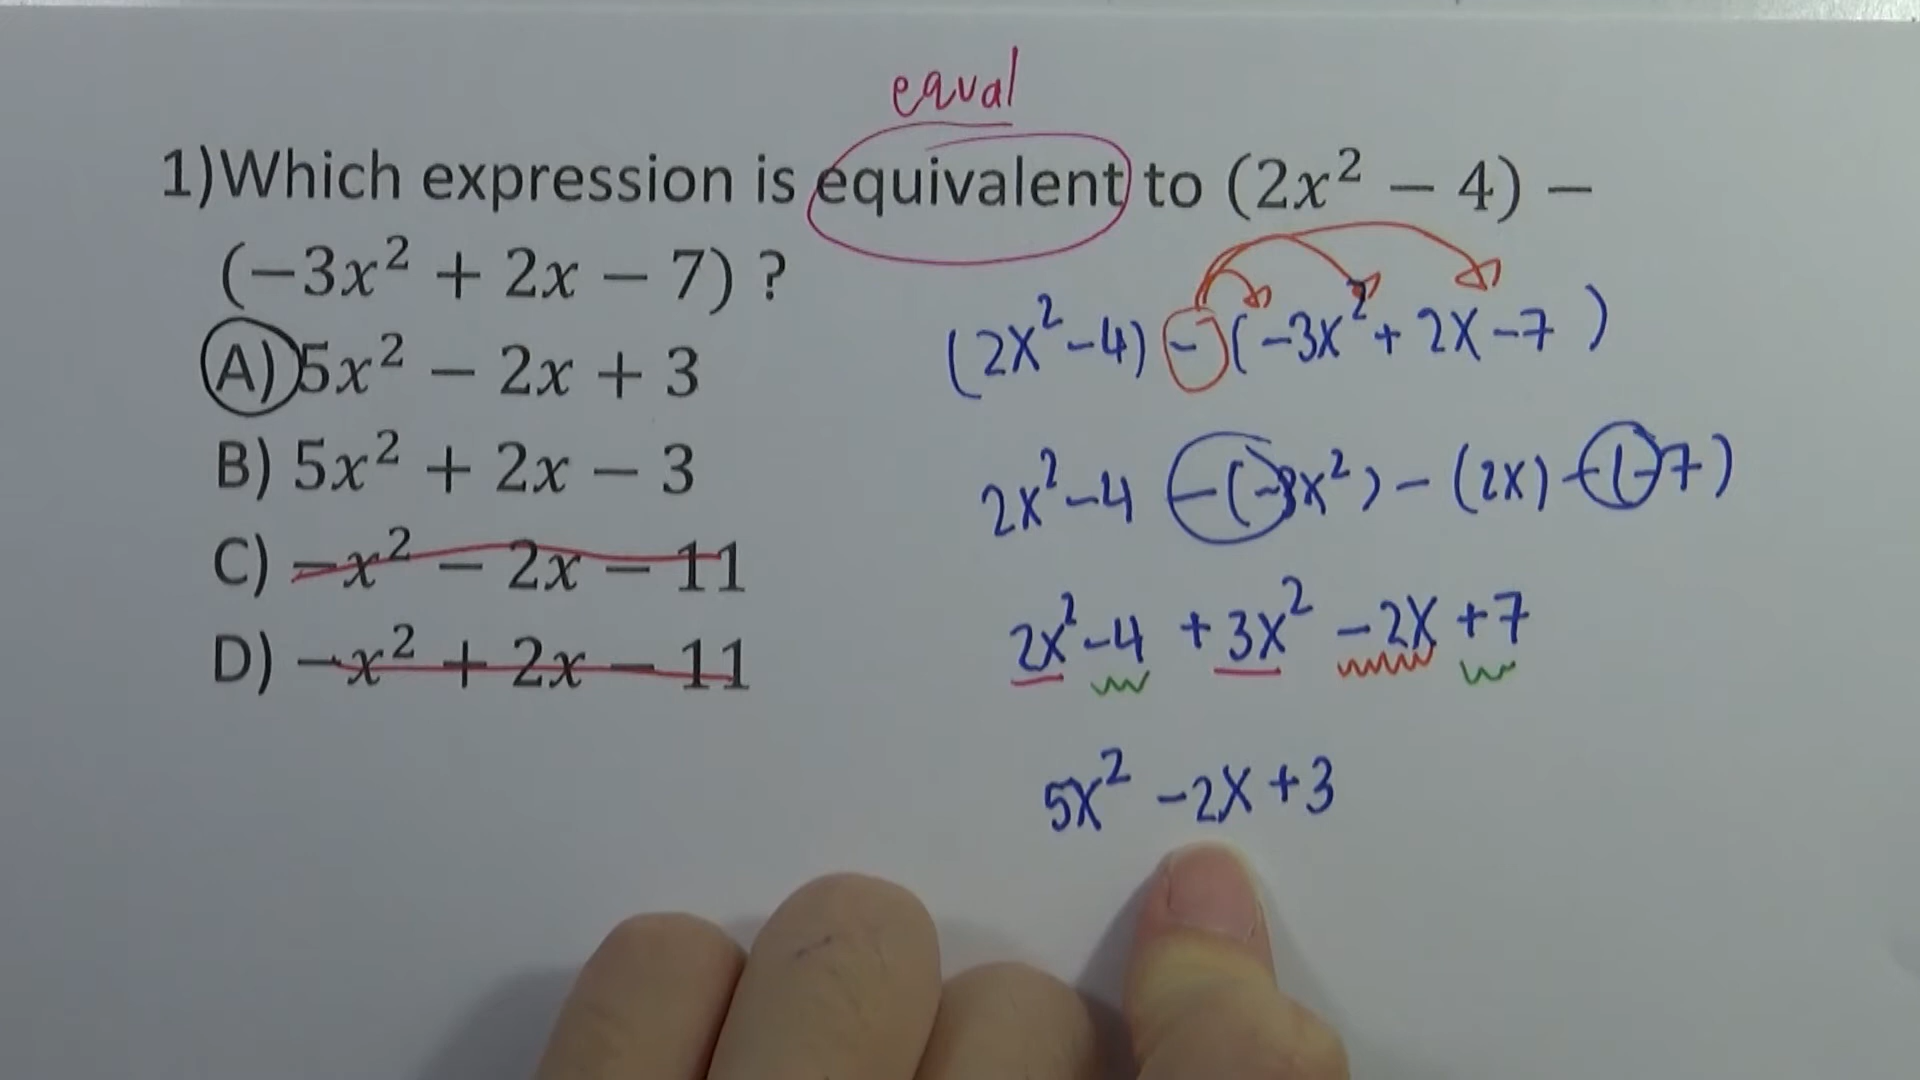 equal
1)Which expression is equivalent to (2x² − 4) −
(−3x² + 2x − 7) ?
A) 5x² − 2x + 3
B) 5x² + 2x − 3
C) −x² − 2x − 11
D) −x² + 2x − 11
(2x²-4) - (-3x²+2x-7)
2x²-4 -(-3x²) - (2x) - (-7)
2x²-4 +3x² -2x +7
5x² -2x +3